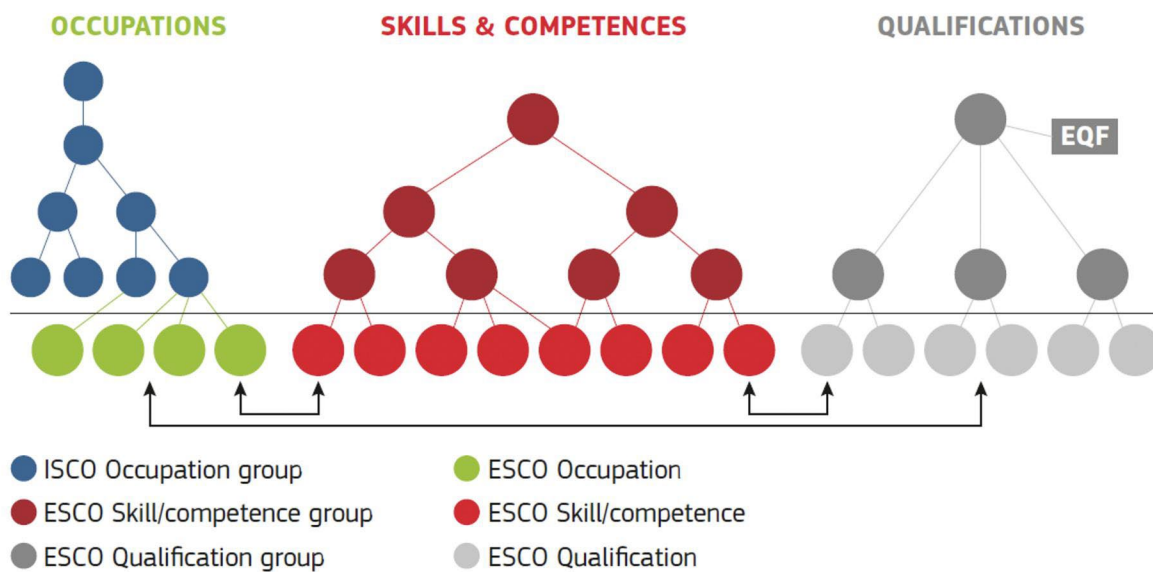 OCCUPATIONS
SKILLS & COMPETENCES
QUALIFICATIONS
EQF
ISCO Occupation group
ESCO Occupation
ESCO Skill/competence group
ESCO Skill/competence
ESCO Qualification group
ESCO Qualification